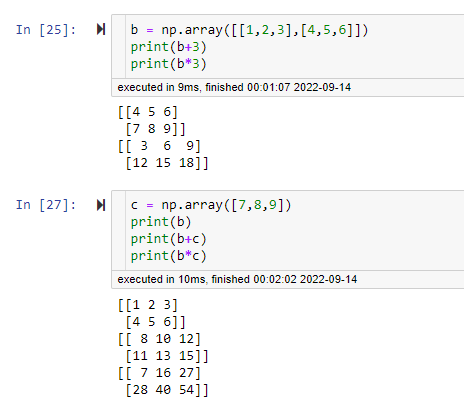 In [25]:
b = np.array([[1,2,3],[4,5,6]])
print(b+3)
print(b*3)
executed in 9ms, finished 00:01:07 2022-09-14
[[4 5 6]
 [7 8 9]]
[[ 3  6  9]
 [12 15 18]]
In [27]:
c = np.array([7,8,9])
print(b)
print(b+c)
print(b*c)
executed in 10ms, finished 00:02:02 2022-09-14
[[1 2 3]
 [4 5 6]]
[[ 8 10 12]
 [11 13 15]]
[[ 7 16 27]
 [28 40 54]]